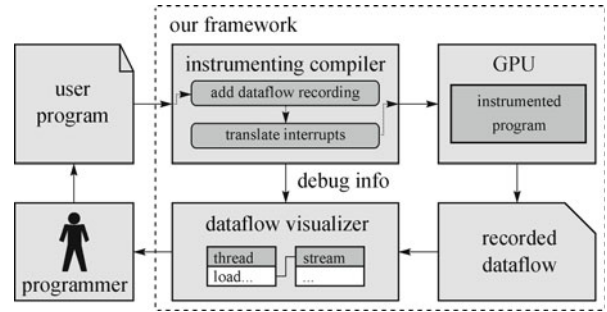 our framework
user
program
instrumenting compiler
add dataflow recording
translate interrupts
GPU
instrumented
program
debug info
programmer
dataflow visualizer
thread
load...
stream
...
recorded
dataflow